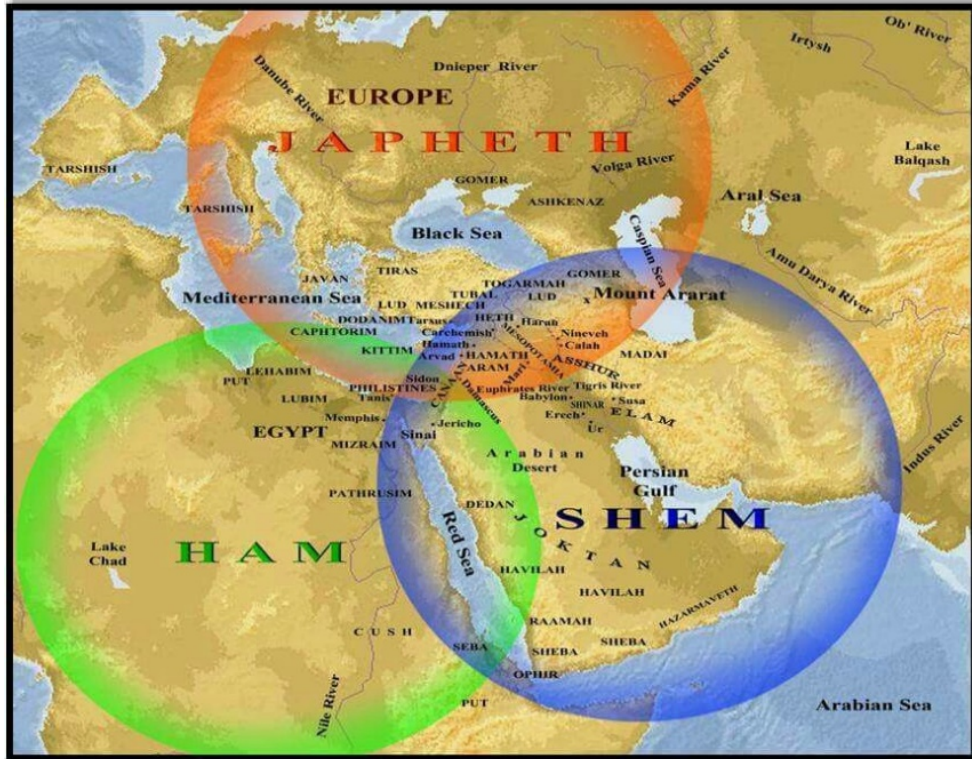 Ob' River
Irtysh
Kama River
Dnieper River
Danube River
EUROPE
JAPHETH
Lake
Balqash
Volga River
TARSHISH
GOMER
Aral Sea
ASHKENAZ
TARSHISH
Black Sea
Caspian Sea
Amu Darya River
JAVAN
TIRAS
GOMER
TOGARMAH
Mediterranean Sea
TUBAL
LUD
Mount Ararat
LUD
MESHECH
DODANIM
Tarsus
HETH
Harah
CAPHTORIM
Carchemish
MESOPOTAMIA
Nineveh
Calah
KITTIM
Hamath
Arvad
HAMATH
ASSHUR
MADAI
ARAM
Mari
LEHABIM
PUT
Sidon
CANAAN
PHILISTINES
Damascus
Euphrates River
Tigris River
LUBIM
Tanis
Babylon
SHINAR
Susa
ELAM
Memphis
Erech
Ur
EGYPT
Jericho
MIZRAIM
Sinai
Arabian
Desert
Indus River
Persian
Gulf
PATHRUSIM
DEDAN
SHEM
JOKTAN
Red Sea
Lake
Chad
HAM
HAVILAH
HAVILAH
HAZARMAVETH
RAAMAH
CUSH
SHEBA
SEBA
SHEBA
OPHIR
Nile River
PUT
Arabian Sea